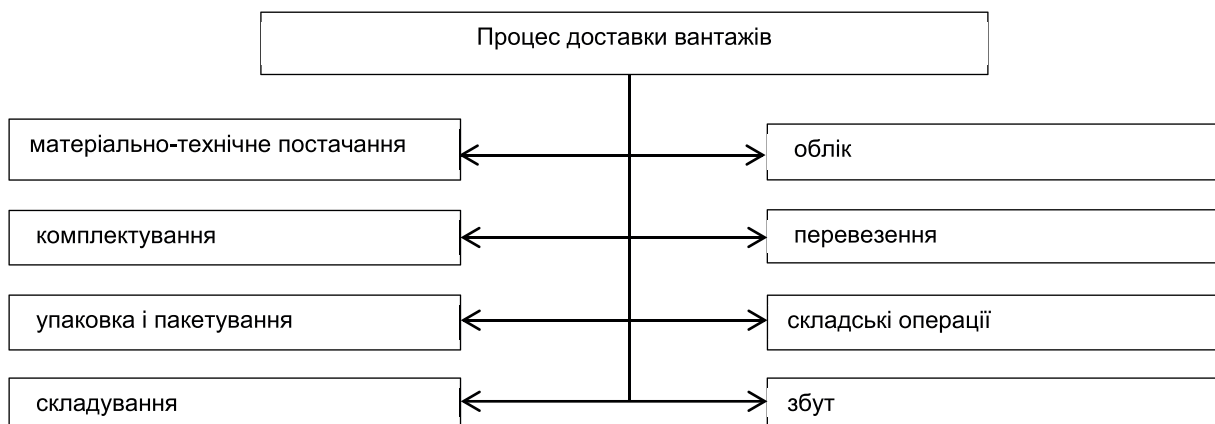 Процес доставки вантажів
матеріально-технічне постачання
облік
комплектування
перевезення
упаковка і пакетування
складські операції
складування
збут